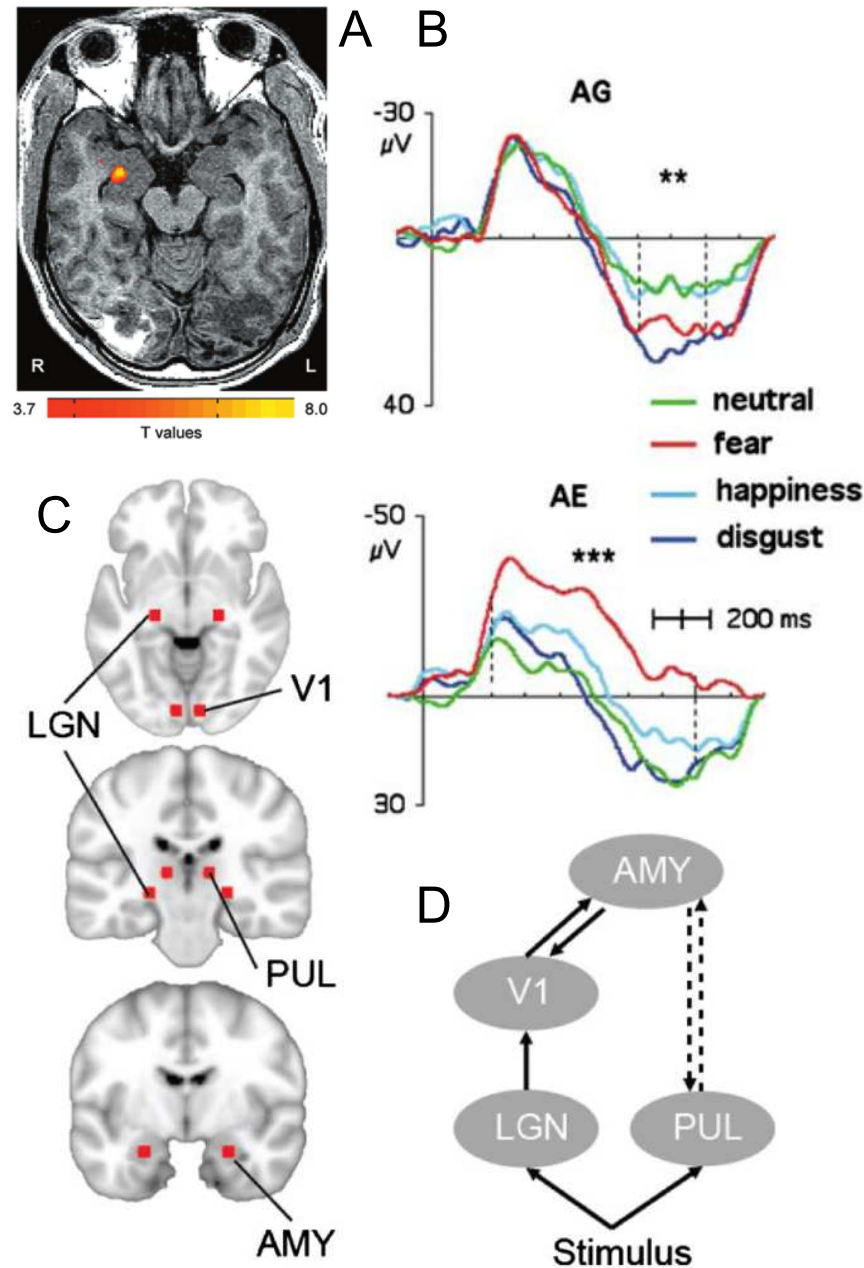 A
R
L
3.7
8.0
T values
B
AG
-30
µV
**
40
neutral
fear
happiness
disgust
AE
-50
µV
***
200 ms
30
C
LGN
V1
PUL
AMY
D
AMY
V1
LGN
PUL
Stimulus